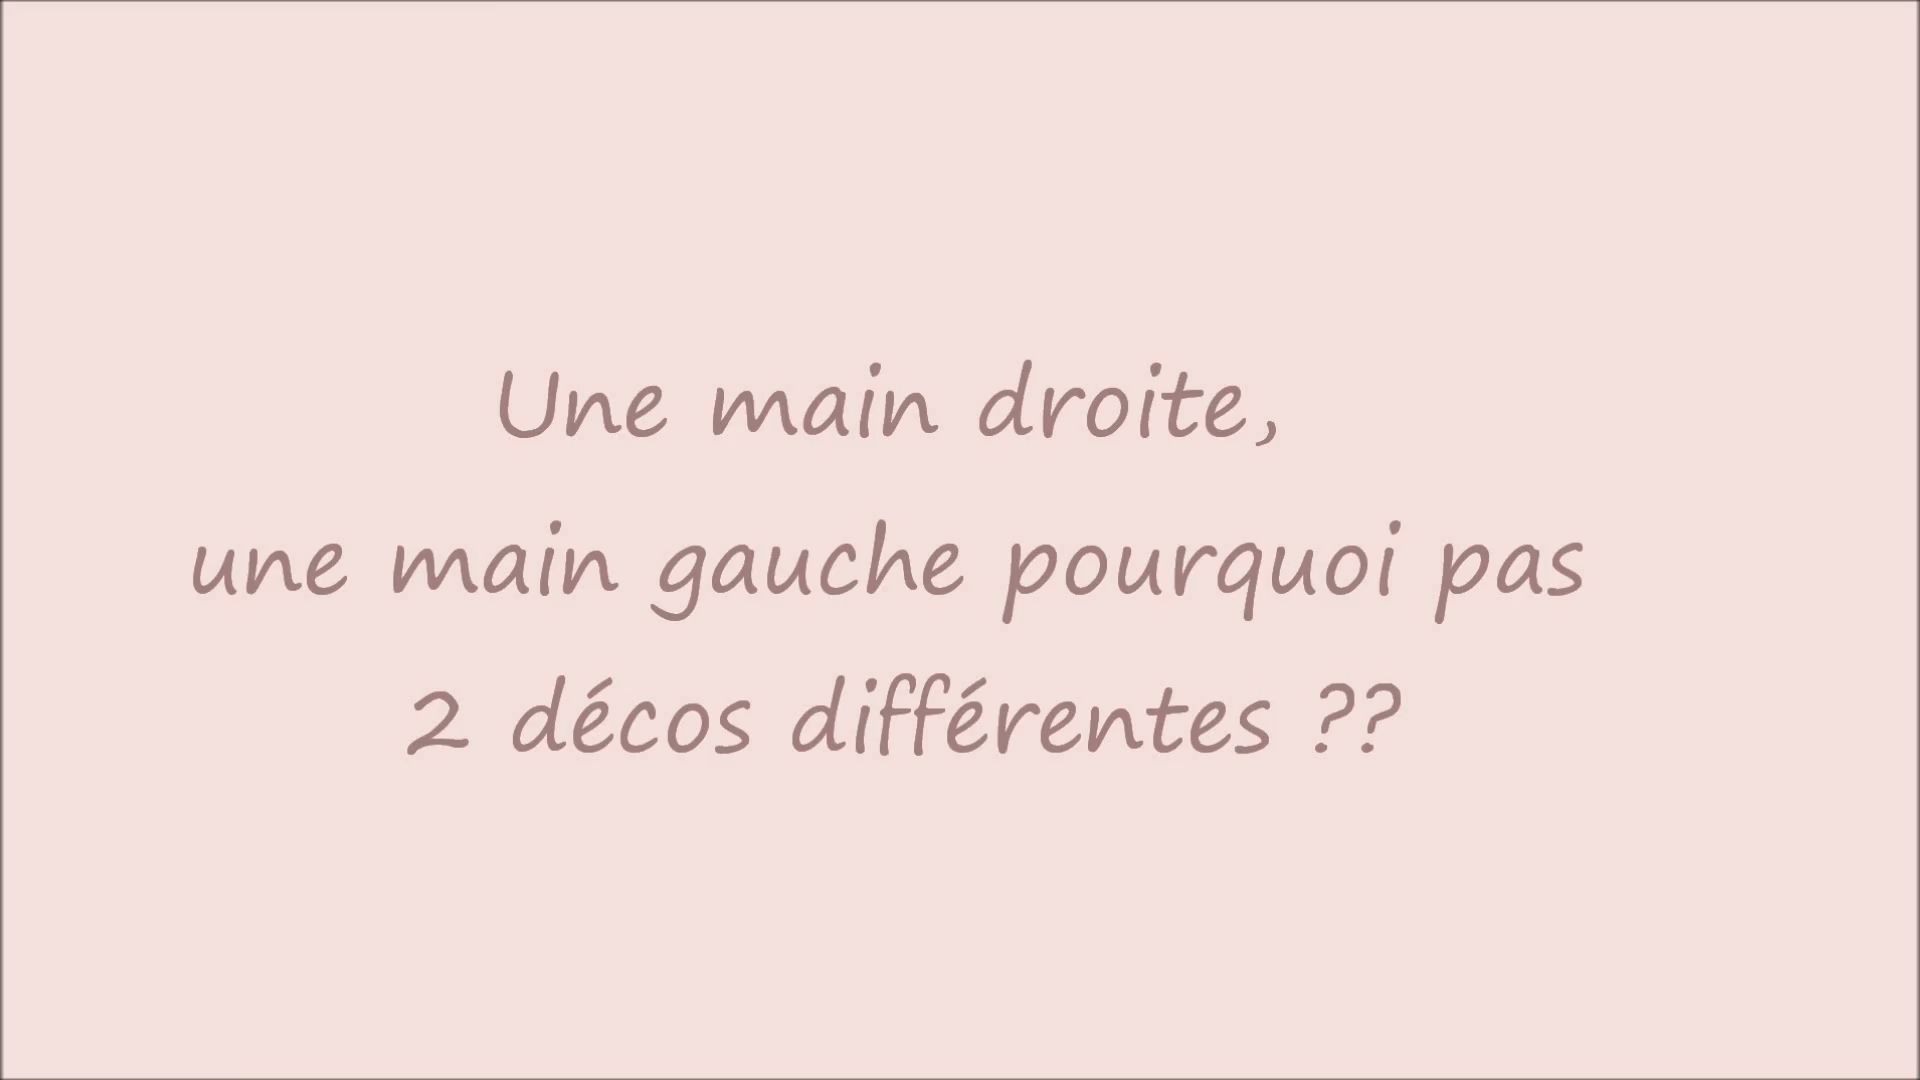 Une main droite,
une main gauche pourquoi pas
2 décos différentes ??